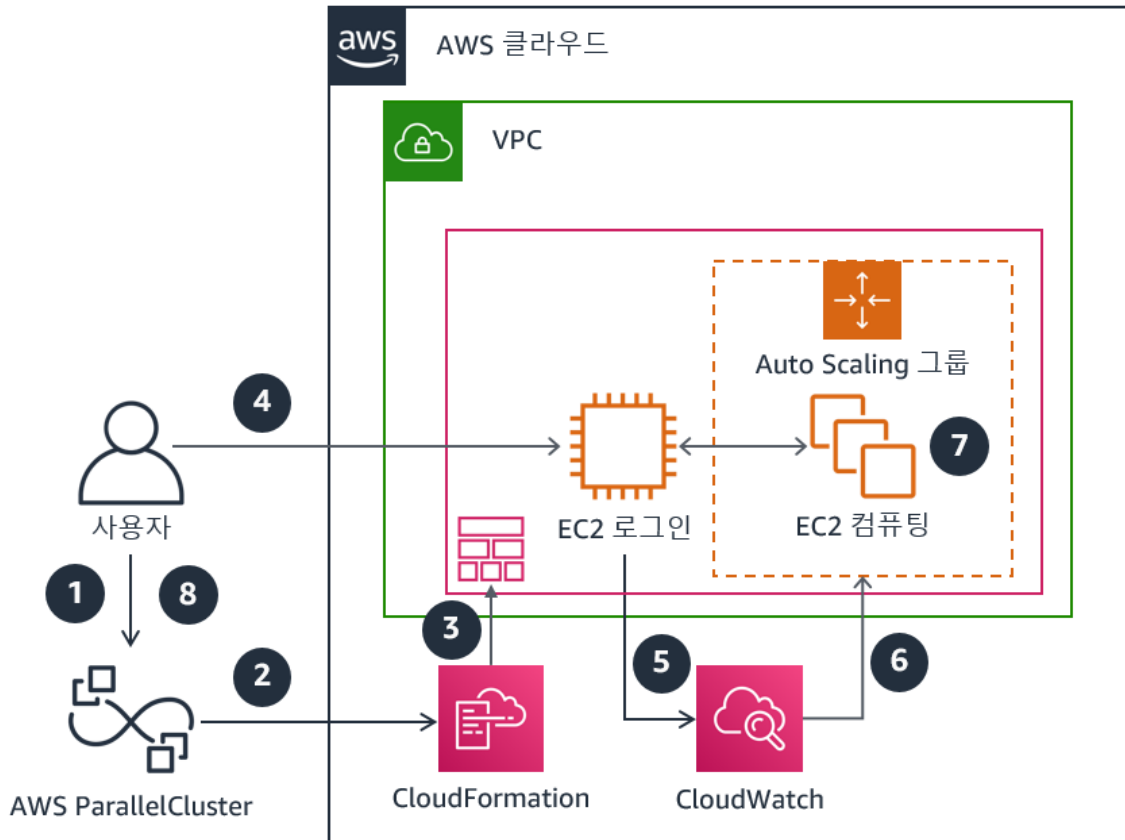 aws
AWS 클라우드
VPC
Auto Scaling 그룹
4
7
사용자
EC2 로그인
EC2 컴퓨팅
1
8
3
5
6
2
AWS ParallelCluster
CloudFormation
CloudWatch